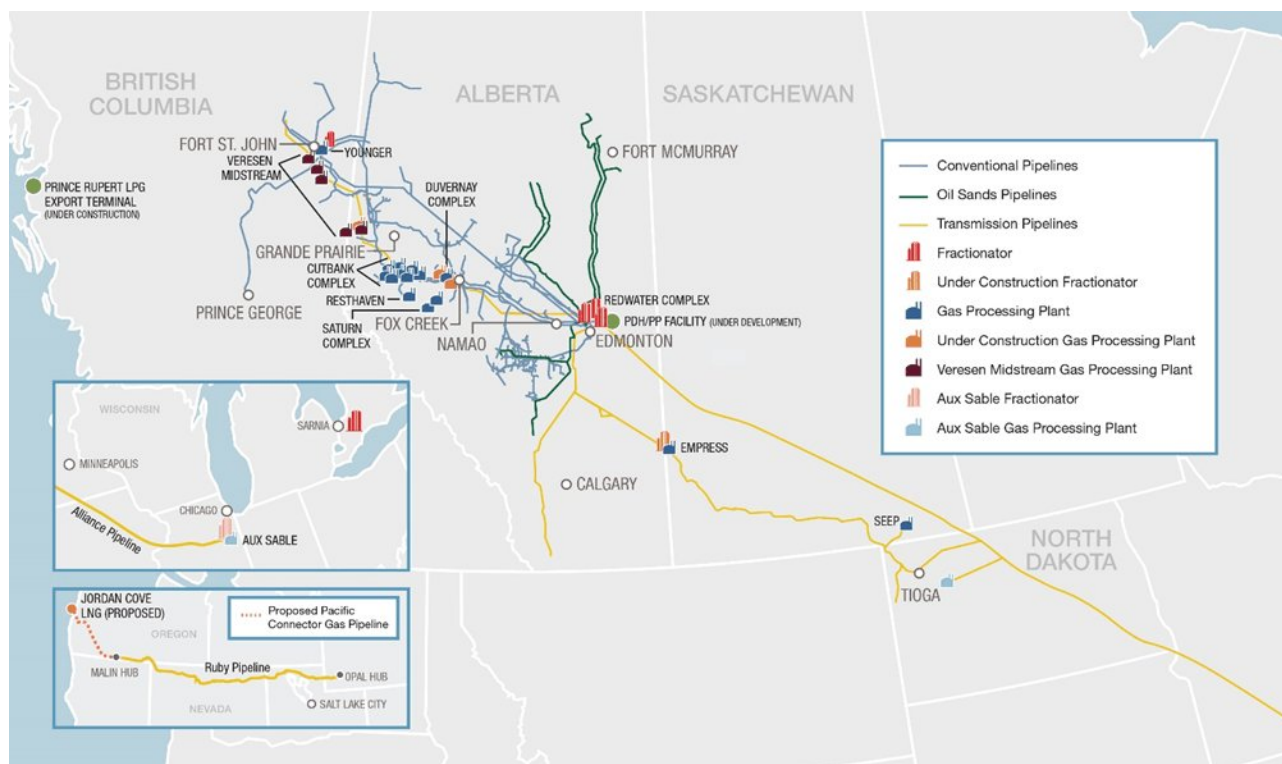 BRITISH
COLUMBIA
ALBERTA
SASKATCHEWAN
FORT ST. JOHN
YOUNGER
VERESEN
MIDSTREAM
FORT MCMURRAY
PRINCE RUPERT LPG
EXPORT TERMINAL
(UNDER CONSTRUCTION)
DUVERNAY
COMPLEX
GRANDE PRAIRIE
CUTBANK
COMPLEX
RESTHAVEN
PRINCE GEORGE
SATURN
COMPLEX
FOX CREEK
NAMAO
REDWATER COMPLEX
PDH/PP FACILITY (UNDER DEVELOPMENT)
EDMONTON
EMPRESS
CALGARY
SEEP
NORTH
DAKOTA
TIOGA
Conventional Pipelines
Oil Sands Pipelines
Transmission Pipelines
Fractionator
Under Construction Fractionator
Gas Processing Plant
Under Construction Gas Processing Plant
Veresen Midstream Gas Processing Plant
Aux Sable Fractionator
Aux Sable Gas Processing Plant
WISCONSIN
SARNIA
MINNEAPOLIS
CHICAGO
Alliance Pipeline
AUX SABLE
JORDAN COVE
LNG (PROPOSED)
Proposed Pacific
Connector Gas Pipeline
OREGON
MALIN HUB
Ruby Pipeline
OPAL HUB
SALT LAKE CITY
NEVADA